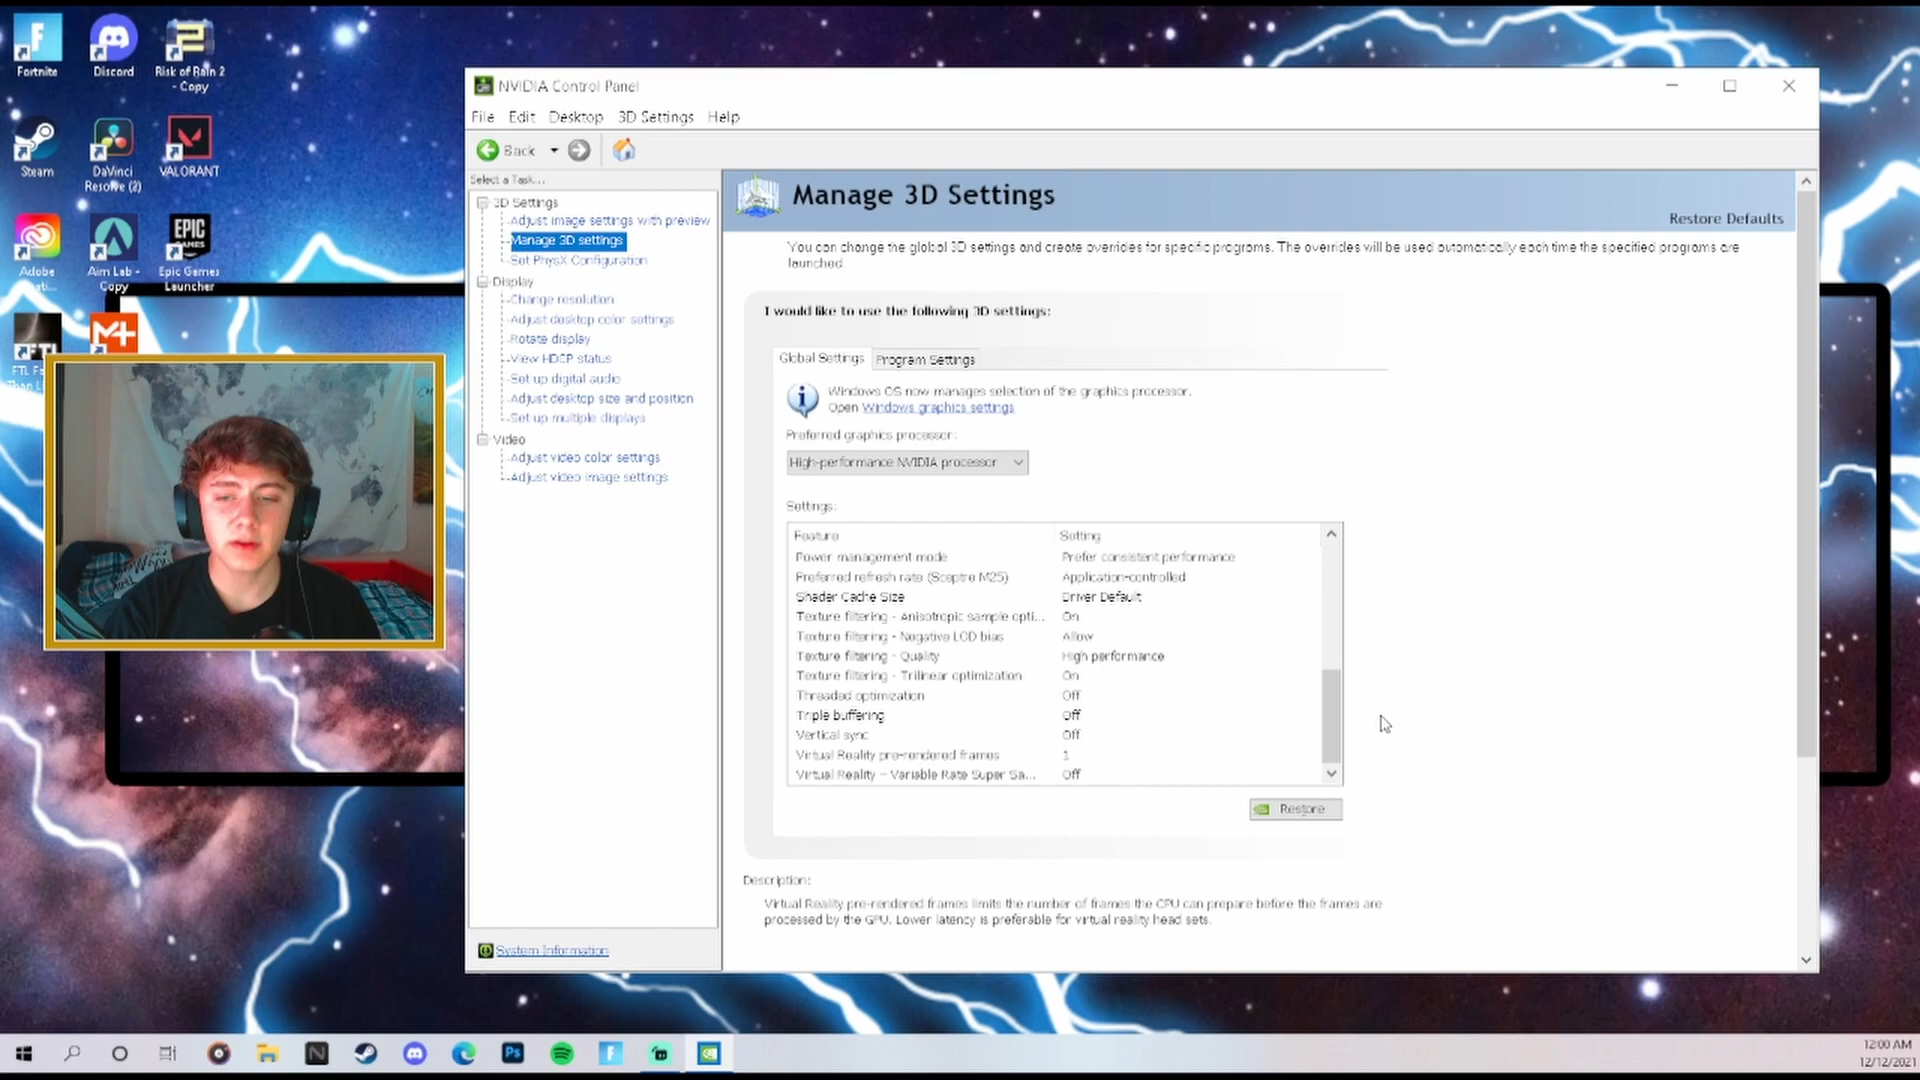 Fortnite
Discord
Risk of Rain 2 - Copy
Steam
DaVinci Resolve (2)
VALORANT
Adobe
Aim Lab - Copy
EPIC GAMES
Epic Games Launcher
NVIDIA Control Panel
File Edit Desktop 3D Settings Help
Back
Select a Task...
3D Settings
Adjust image settings with preview
Manage 3D settings
Set PhysX Configuration
Display
Change resolution
Adjust desktop color settings
Rotate display
View HDCP status
Set up digital audio
Adjust desktop size and position
Set up multiple displays
Video
Adjust video color settings
Adjust video image settings
System Information
Manage 3D Settings
Restore Defaults
You can change the global 3D settings and create overrides for specific programs. The overrides will be used automatically each time the specified programs are
launched.
I would like to use the following 3D settings:
Global Settings Program Settings
Windows OS now manages selection of the graphics processor.
Open Windows graphics settings
Preferred graphics processor:
High-performance NVIDIA processor
Settings:
Feature Setting
Power management mode Prefer consistent performance
Preferred refresh rate (Sceptre M25) Application-controlled
Shader Cache Size Driver Default
Texture filtering - Anisotropic sample opti... On
Texture filtering - Negative LOD bias Allow
Texture filtering - Quality High performance
Texture filtering - Trilinear optimization On
Threaded optimization Off
Triple buffering Off
Vertical sync Off
Virtual Reality pre-rendered frames 1
Virtual Reality - Variable Rate Super Sa... Off
Restore
Description:
Virtual Reality pre-rendered frames limits the number of frames the CPU can prepare before the frames are
processed by the GPU. Lower latency is preferable for virtual reality head sets.
12:00 AM
12/12/2021